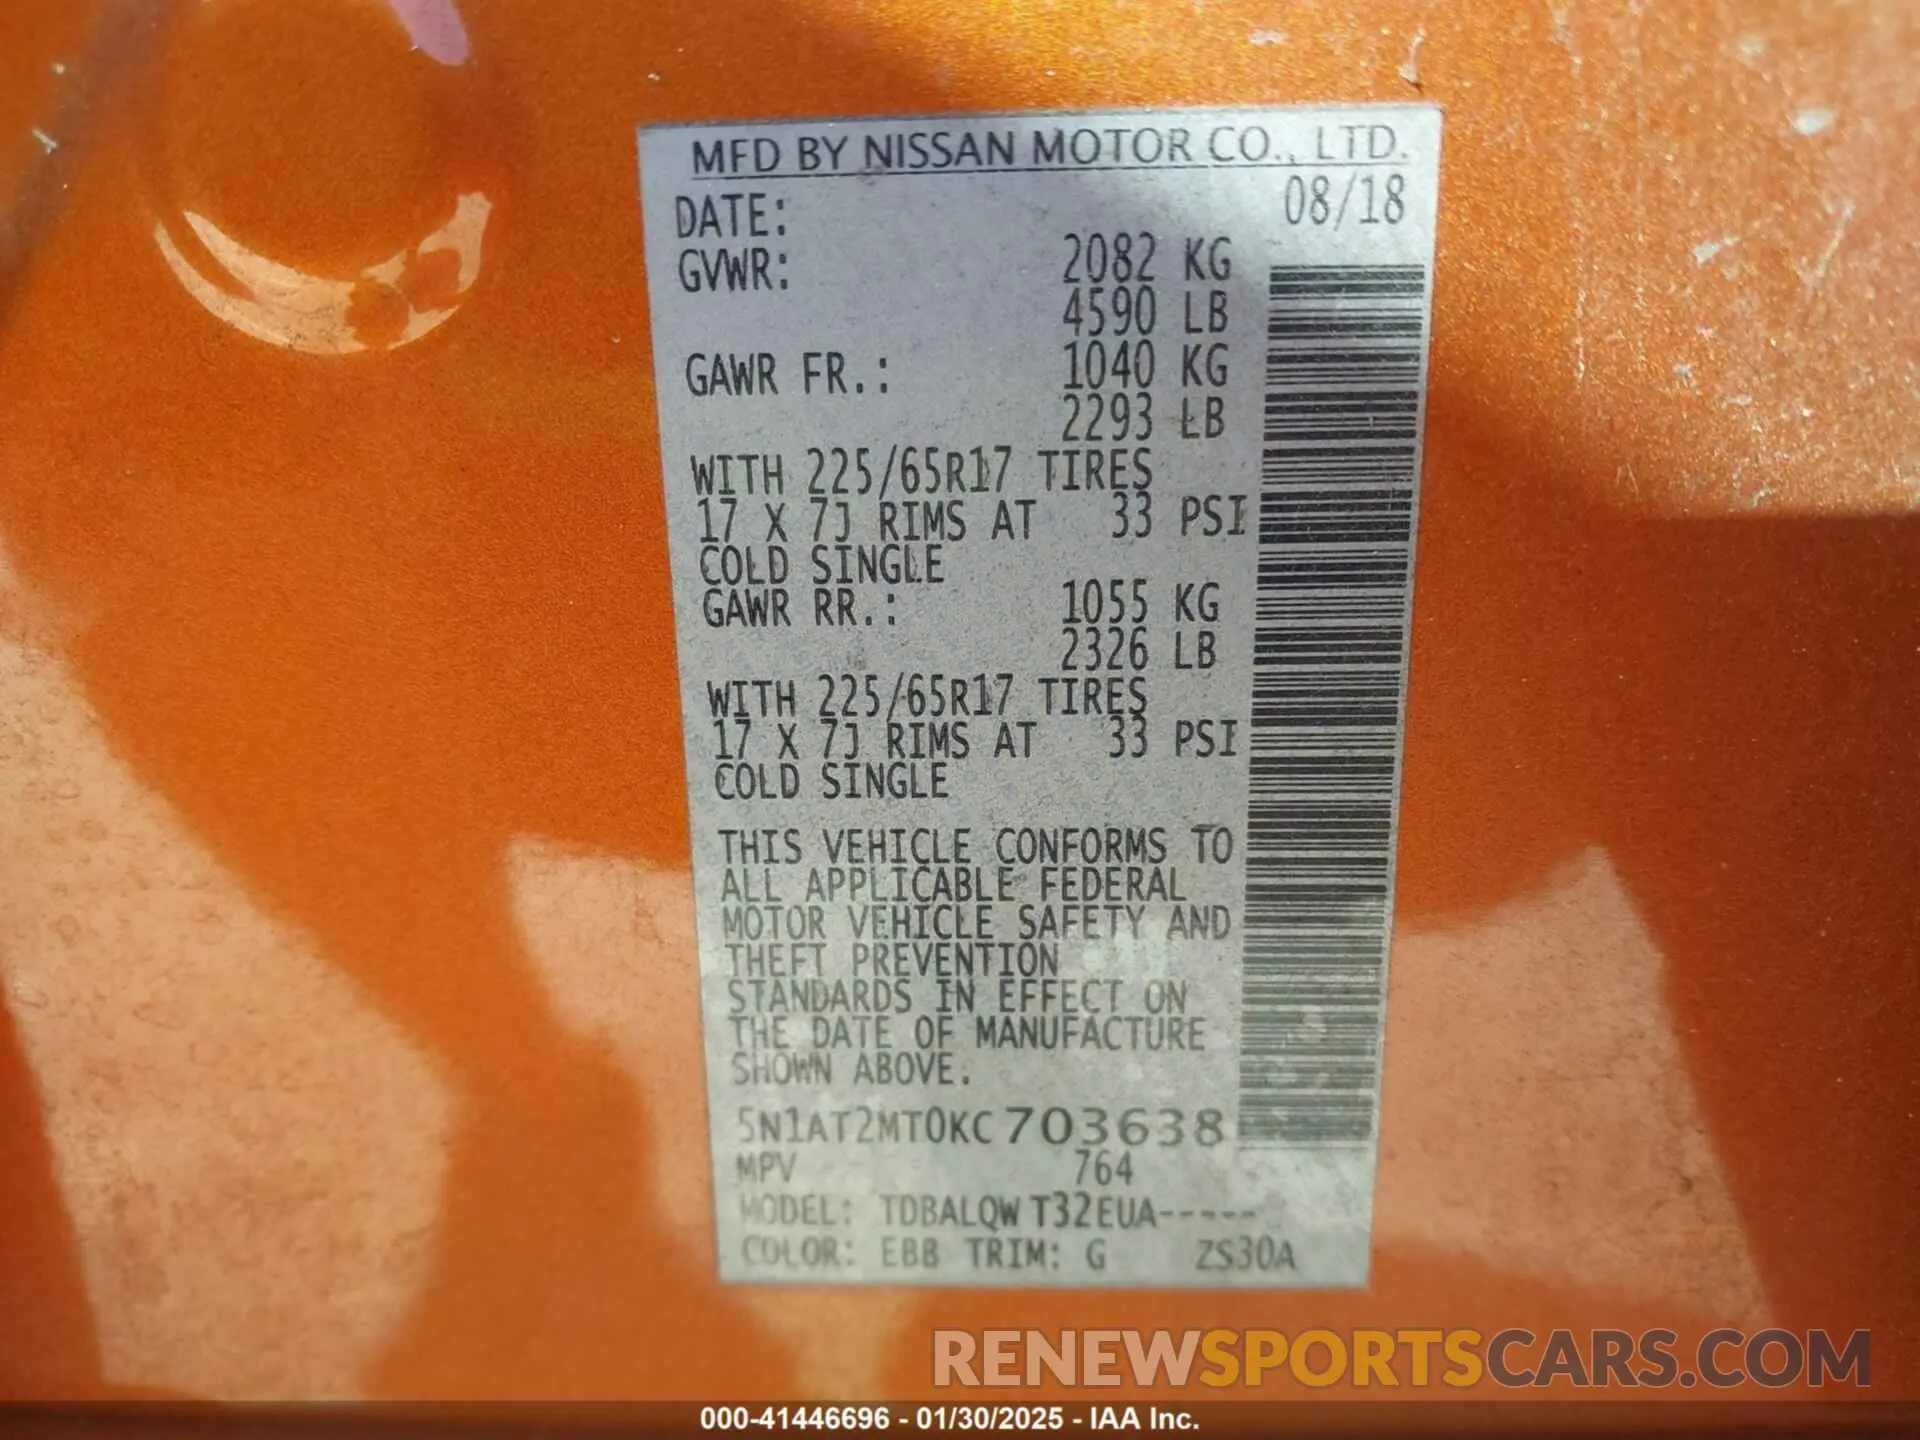 MFD BY NISSAN MOTOR CO., LTD.
DATE: 08/18
GVWR: 2082 KG
4590 LB
GAWR FR.: 1040 KG
2293 LB
WITH 225/65R17 TIRES
17 X 7J RIMS AT 33 PSI
COLD SINGLE
GAWR RR.: 1055 KG
2326 LB
WITH 225/65R17 TIRES
17 X 7J RIMS AT 33 PSI
COLD SINGLE
THIS VEHICLE CONFORMS TO
ALL APPLICABLE FEDERAL
MOTOR VEHICLE SAFETY AND
THEFT PREVENTION
STANDARDS IN EFFECT ON
THE DATE OF MANUFACTURE
SHOWN ABOVE.
5N1AT2MT0KC703638
MPV 764
MODEL: TDBALQW T32EUA-----
COLOR: EBB TRIM: G ZS30A
RENEWSPORTSCARS.COM
000-41446696 - 01/30/2025 - IAA Inc.